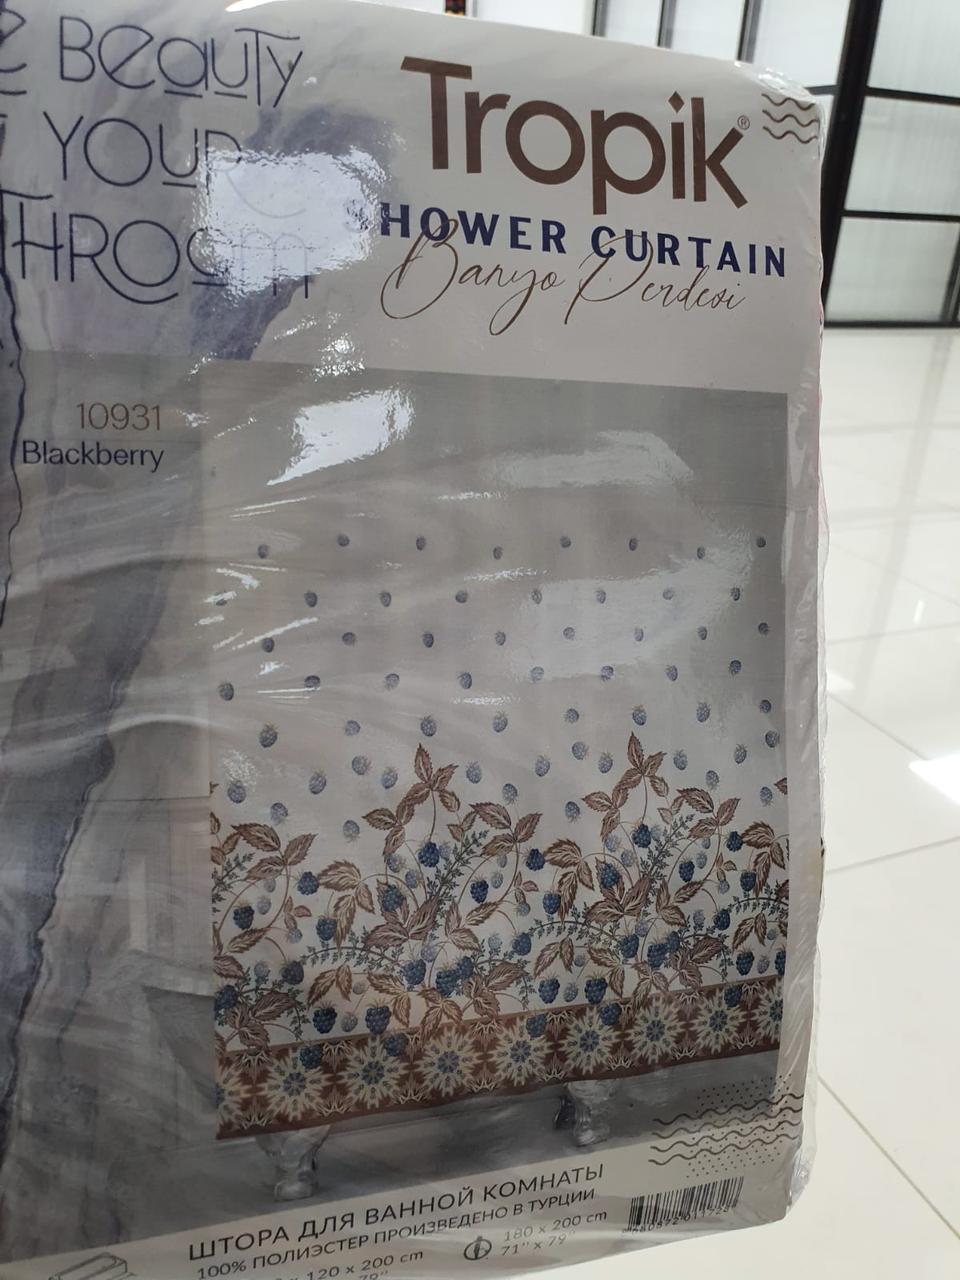 BEAUTY
YOUR
THROOM
Tropik®
SHOWER CURTAIN
Banyo Perdesi
10931
Blackberry
ШТОРА ДЛЯ ВАННОЙ КОМНАТЫ
100% ПОЛИЭСТЕР ПРОИЗВЕДЕНО В ТУРЦИИ
x 120 x 200 cm
180 x 200 cm
71" x 79"